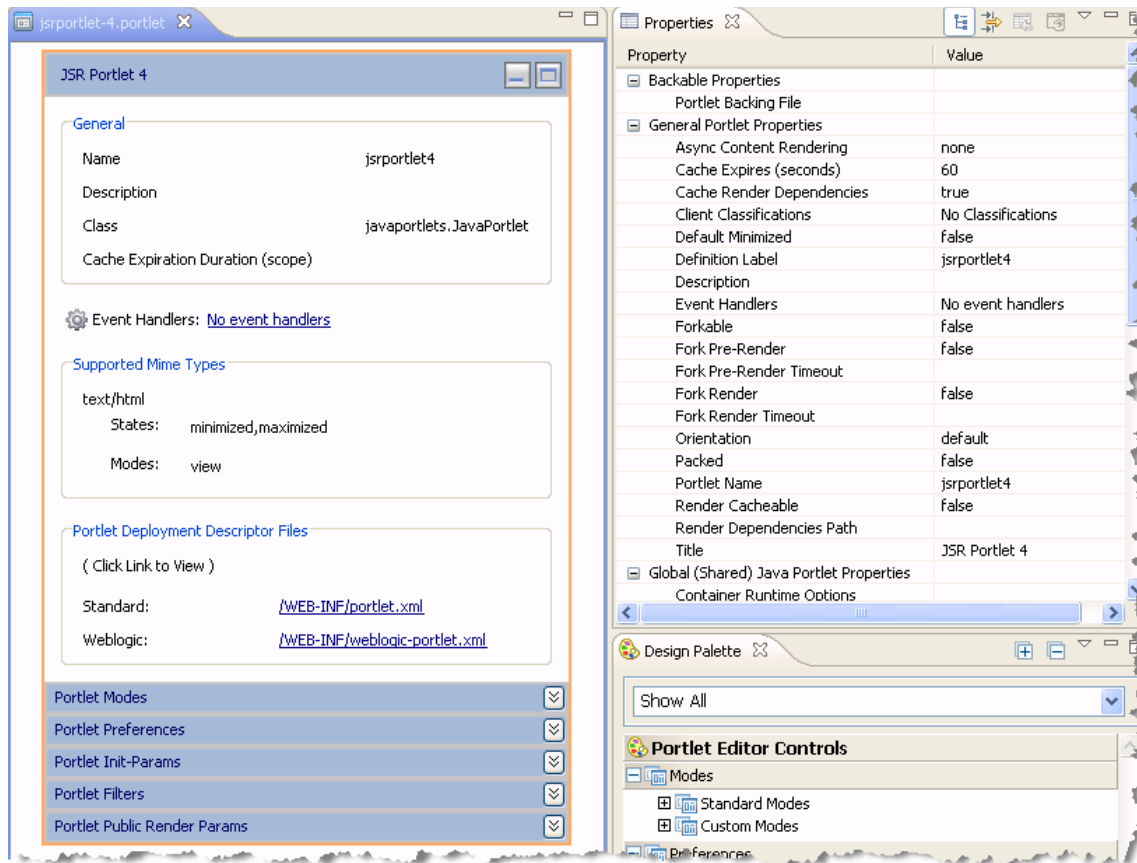 jsrportlet-4.portlet
JSR Portlet 4
General
Name jsrportlet4
Description
Class javaportlets.JavaPortlet
Cache Expiration Duration (scope)
Event Handlers: No event handlers
Supported Mime Types
text/html
States: minimized,maximized
Modes: view
Portlet Deployment Descriptor Files
( Click Link to View )
Standard: /WEB-INF/portlet.xml
Weblogic: /WEB-INF/weblogic-portlet.xml
Portlet Modes
Portlet Preferences
Portlet Init-Params
Portlet Filters
Portlet Public Render Params
Properties
Property Value
Backable Properties
Portlet Backing File
General Portlet Properties
Async Content Rendering none
Cache Expires (seconds) 60
Cache Render Dependencies true
Client Classifications No Classifications
Default Minimized false
Definition Label jsrportlet4
Description
Event Handlers No event handlers
Forkable false
Fork Pre-Render false
Fork Pre-Render Timeout
Fork Render false
Fork Render Timeout
Orientation default
Packed false
Portlet Name jsrportlet4
Render Cacheable false
Render Dependencies Path
Title JSR Portlet 4
Global (Shared) Java Portlet Properties
Container Runtime Options
Design Palette
Show All
Portlet Editor Controls
Modes
Standard Modes
Custom Modes
Preferences